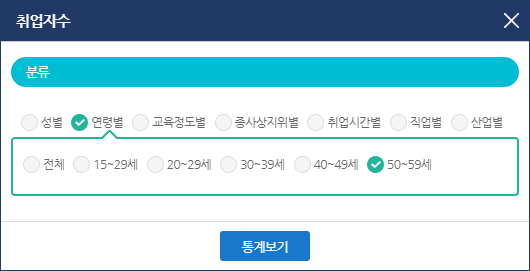 취업자수
분류
성별 연령별 교육정도별 종사상지위별 취업시간별 직업별 산업별
전체 15~29세 20~29세 30~39세 40~49세 50~59세
통계보기